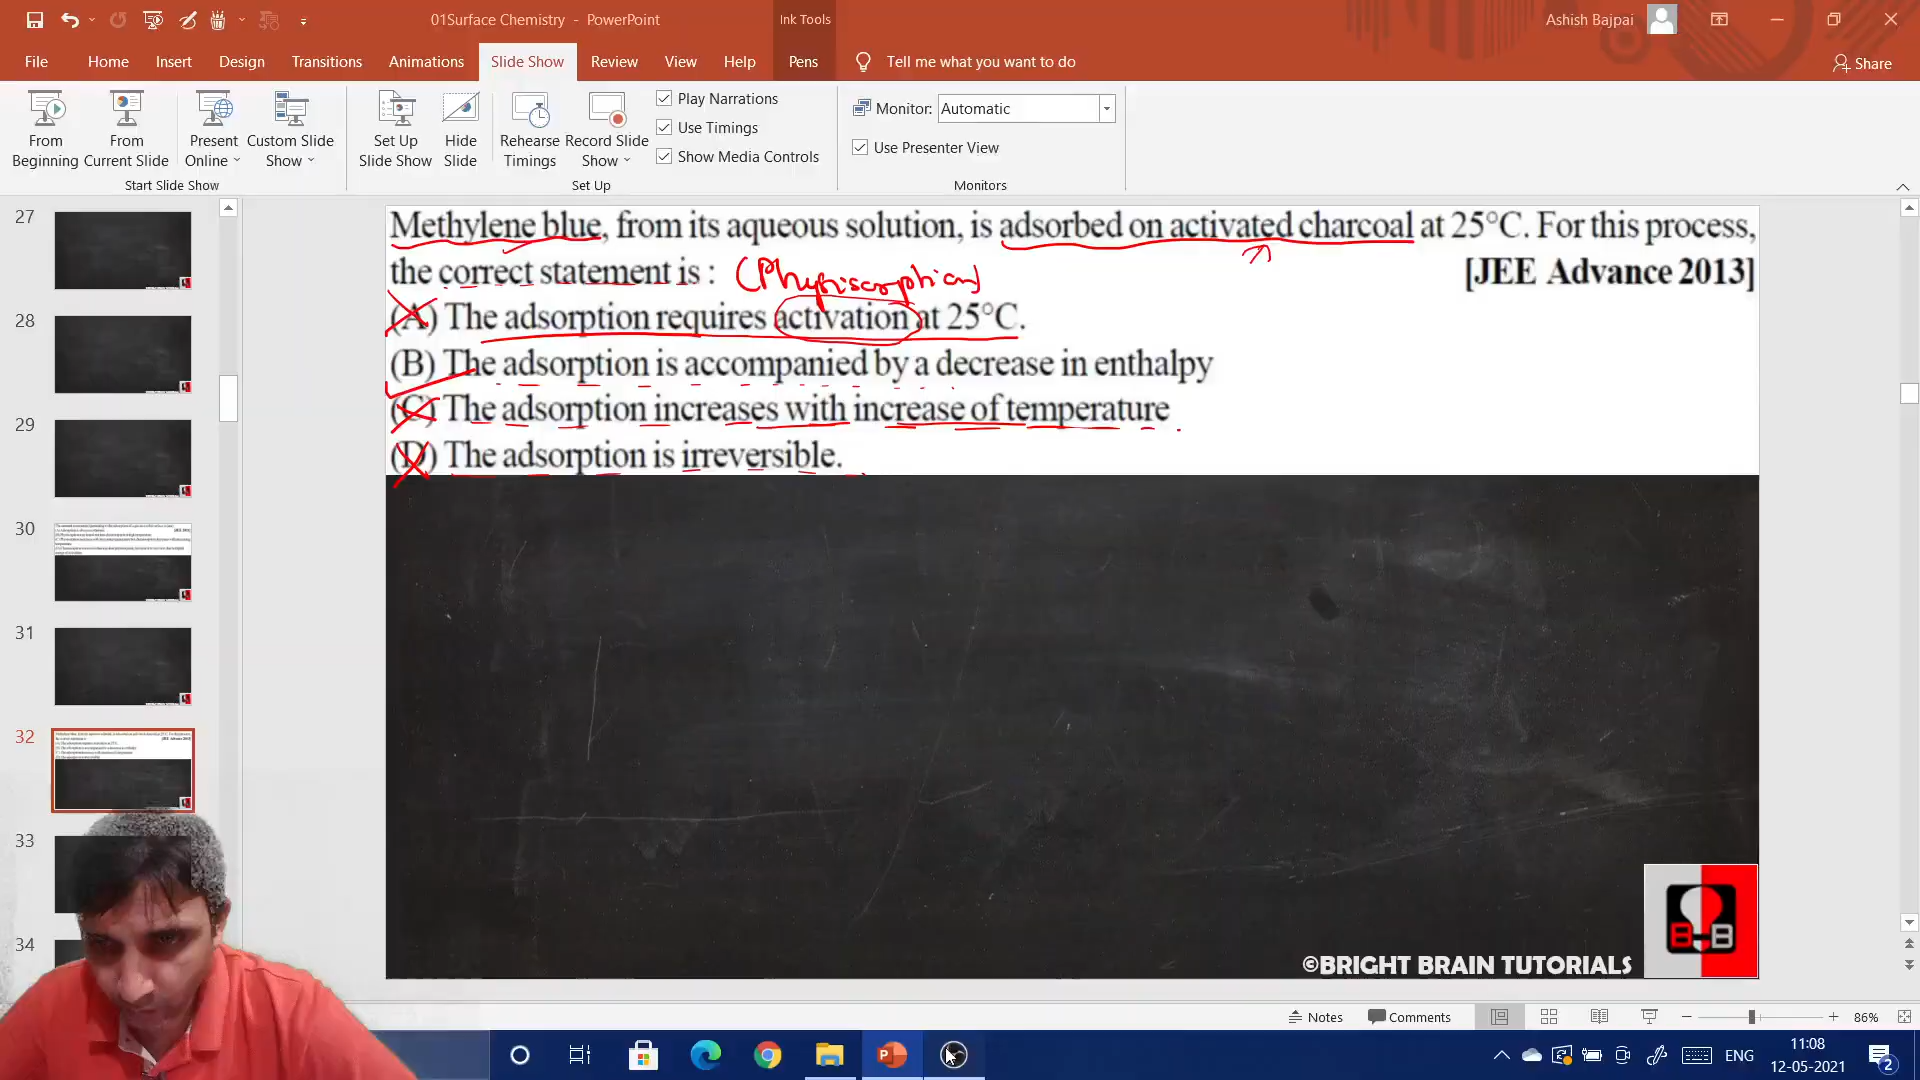 01Surface Chemistry - PowerPoint
Ink Tools
Ashish Bajpai
File Home Insert Design Transitions Animations Slide Show Review View Help Pens Tell me what you want to do Share
From Beginning
From Current Slide
Present Online
Custom Slide Show
Set Up Slide Show
Hide Slide
Rehearse Timings
Record Slide Show
Play Narrations
Use Timings
Show Media Controls
Monitor: Automatic
Use Presenter View
Start Slide Show
Set Up
Monitors
27
28
29
30
31
32
33
34
Methylene blue, from its aqueous solution, is adsorbed on activated charcoal at 25°C. For this process,
the correct statement is : (Physisorption) [JEE Advance 2013]
(A) The adsorption requires activation at 25°C.
(B) The adsorption is accompanied by a decrease in enthalpy
(C) The adsorption increases with increase of temperature
(D) The adsorption is irreversible.
B B
©BRIGHT BRAIN TUTORIALS
Notes Comments 86%
ENG
11:08
12-05-2021
2